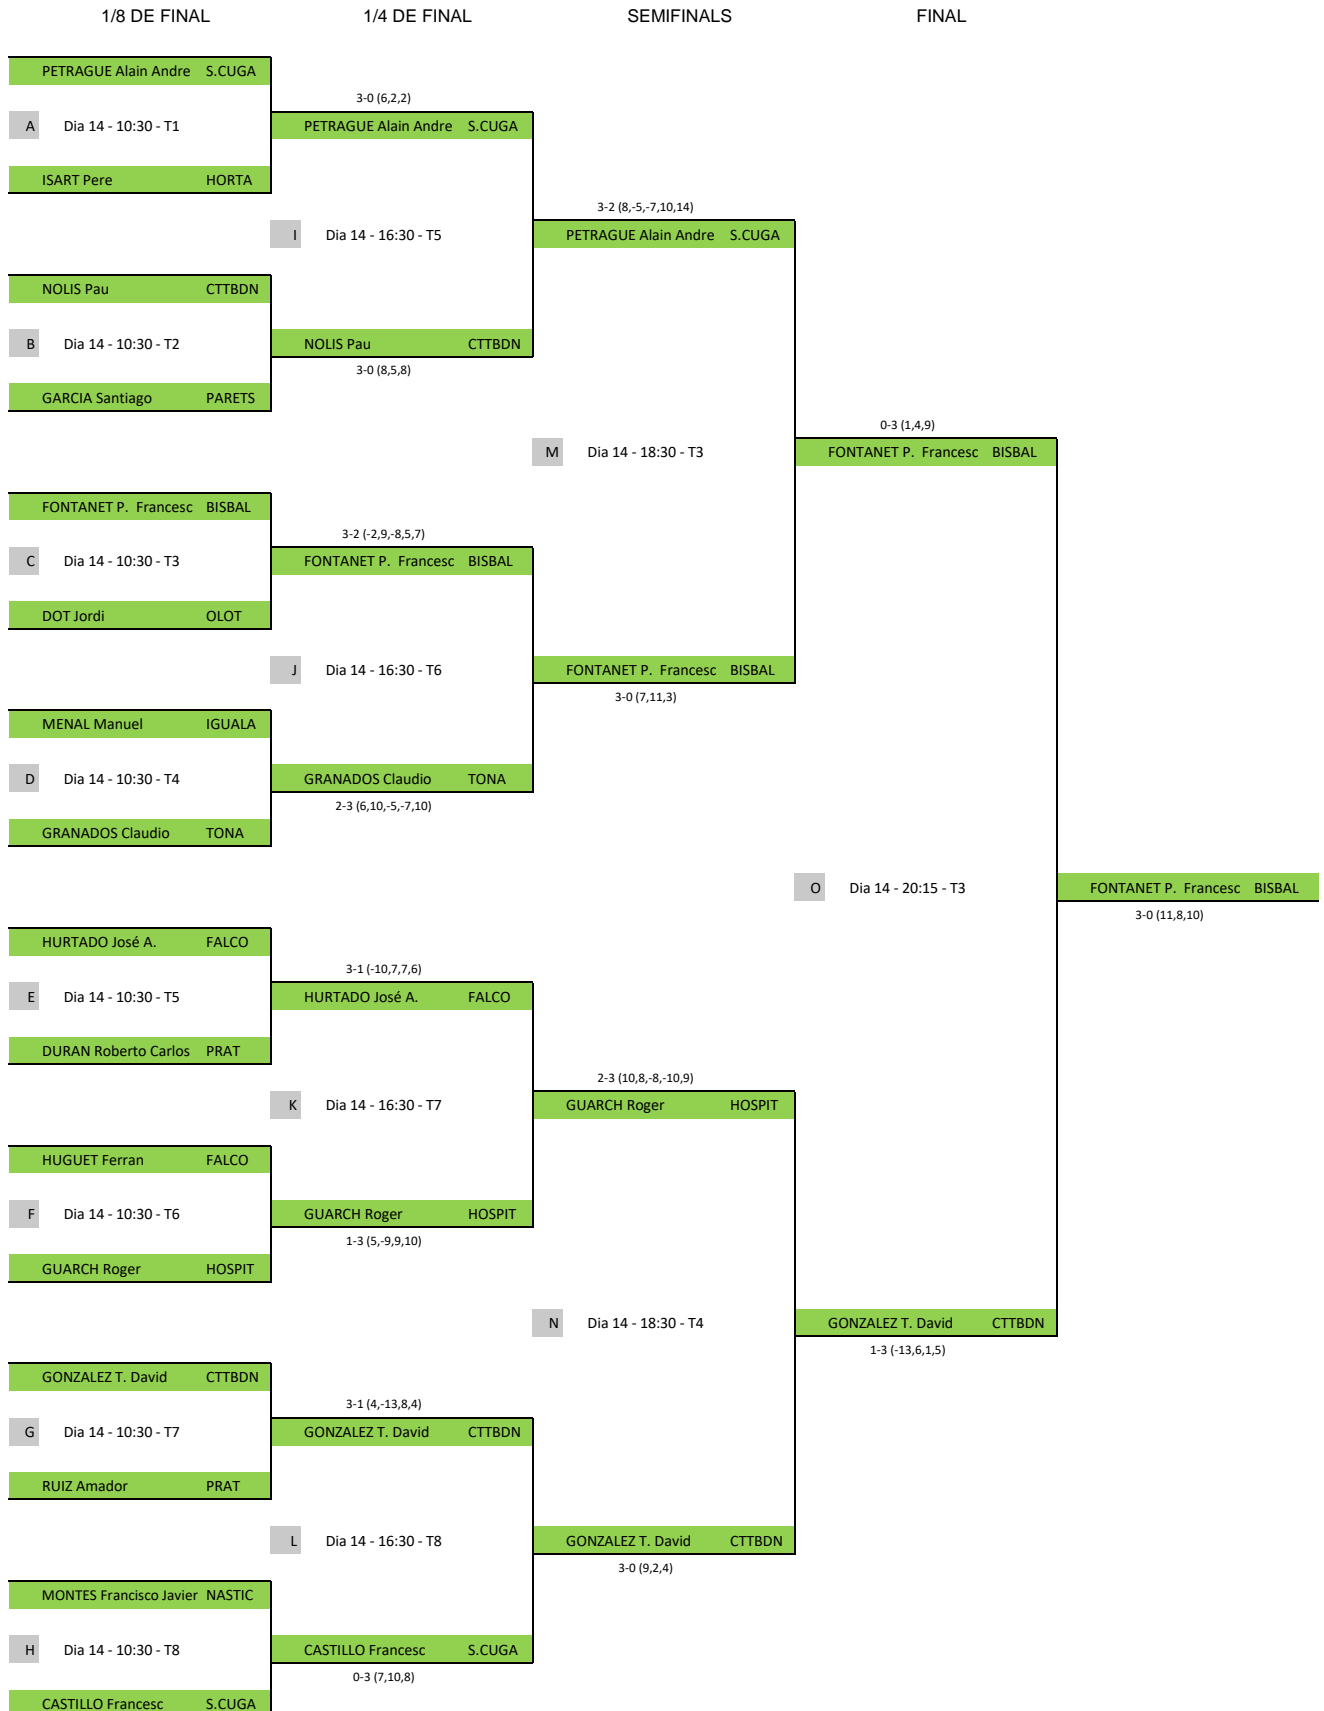 1/8 DE FINAL 1/4 DE FINAL SEMIFINALS FINAL
PETRAGUE Alain Andre S.CUGA
3-0 (6,2,2)
A Dia 14 - 10:30 - T1 PETRAGUE Alain Andre S.CUGA
ISART Pere HORTA
3-2 (8,-5,-7,10,14)
I Dia 14 - 16:30 - T5 PETRAGUE Alain Andre S.CUGA
NOLIS Pau CTTBDN
B Dia 14 - 10:30 - T2 NOLIS Pau CTTBDN
3-0 (8,5,8)
GARCIA Santiago PARETS
0-3 (1,4,9)
M Dia 14 - 18:30 - T3 FONTANET P. Francesc BISBAL
FONTANET P. Francesc BISBAL
3-2 (-2,9,-8,5,7)
C Dia 14 - 10:30 - T3 FONTANET P. Francesc BISBAL
DOT Jordi OLOT
J Dia 14 - 16:30 - T6 FONTANET P. Francesc BISBAL
3-0 (7,11,3)
MENAL Manuel IGUALA
D Dia 14 - 10:30 - T4 GRANADOS Claudio TONA
2-3 (6,10,-5,-7,10)
GRANADOS Claudio TONA
O Dia 14 - 20:15 - T3 FONTANET P. Francesc BISBAL
3-0 (11,8,10)
HURTADO José A. FALCO
3-1 (-10,7,7,6)
E Dia 14 - 10:30 - T5 HURTADO José A. FALCO
DURAN Roberto Carlos PRAT
2-3 (10,8,-8,-10,9)
K Dia 14 - 16:30 - T7 GUARCH Roger HOSPIT
HUGUET Ferran FALCO
F Dia 14 - 10:30 - T6 GUARCH Roger HOSPIT
1-3 (5,-9,9,10)
GUARCH Roger HOSPIT
N Dia 14 - 18:30 - T4 GONZALEZ T. David CTTBDN
1-3 (-13,6,1,5)
GONZALEZ T. David CTTBDN
3-1 (4,-13,8,4)
G Dia 14 - 10:30 - T7 GONZALEZ T. David CTTBDN
RUIZ Amador PRAT
L Dia 14 - 16:30 - T8 GONZALEZ T. David CTTBDN
3-0 (9,2,4)
MONTES Francisco Javier NASTIC
H Dia 14 - 10:30 - T8 CASTILLO Francesc S.CUGA
0-3 (7,10,8)
CASTILLO Francesc S.CUGA